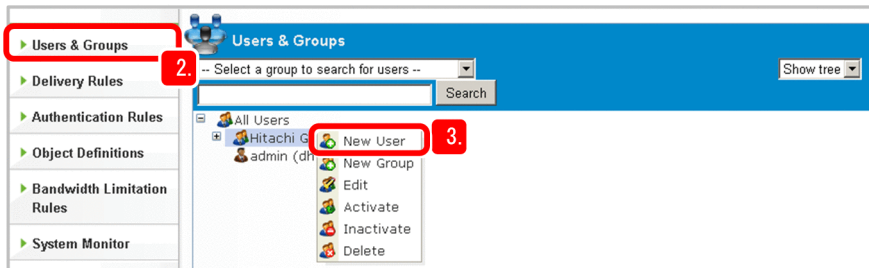 Users & Groups
2.
Delivery Rules
Authentication Rules
Object Definitions
Bandwidth Limitation
Rules
System Monitor
Users & Groups
-- Select a group to search for users --
Show tree
Search
All Users
Hitachi G
admin (dh
3.
New User
New Group
Edit
Activate
Inactivate
Delete